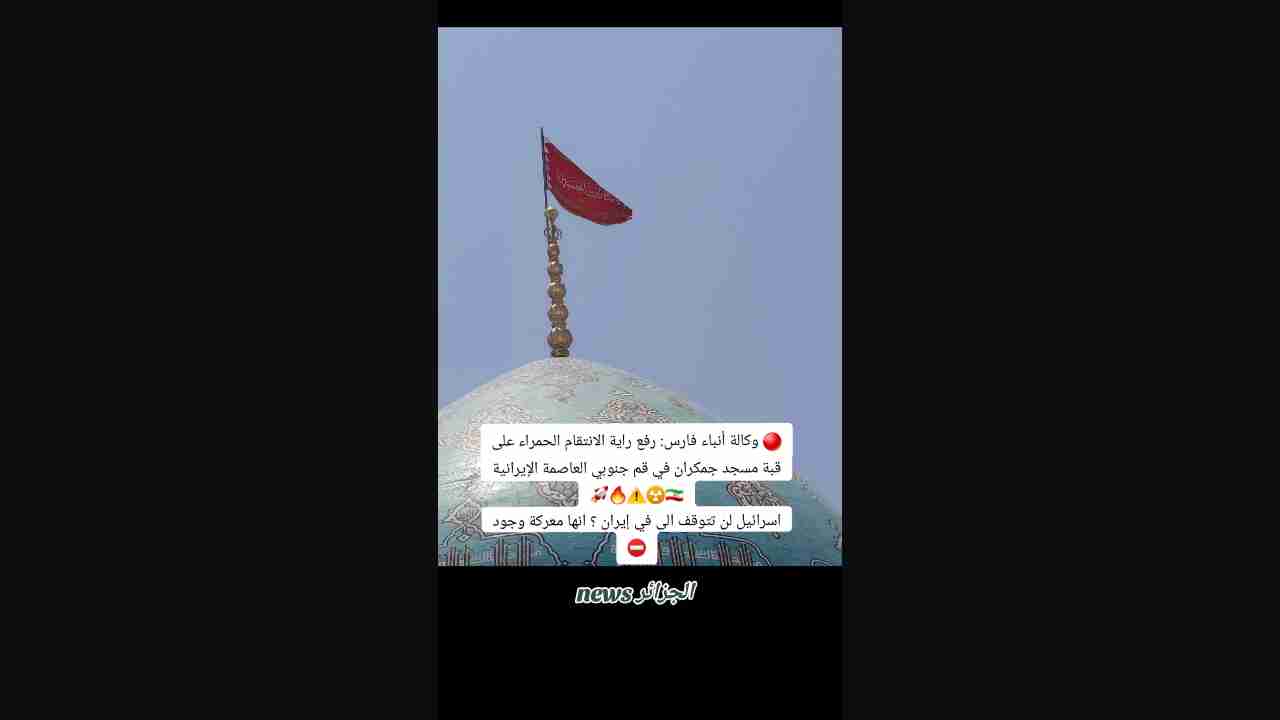 🔴 وكالة أنباء فارس: رفع راية الانتقام الحمراء على
قبة مسجد جمكران في قم جنوبي العاصمة الإيرانية
🇮🇷☢️⚠️🔥🚀
اسرائيل لن تتوقف الى في إيران ؟ انها معركة وجود
⛔
الجزائر news